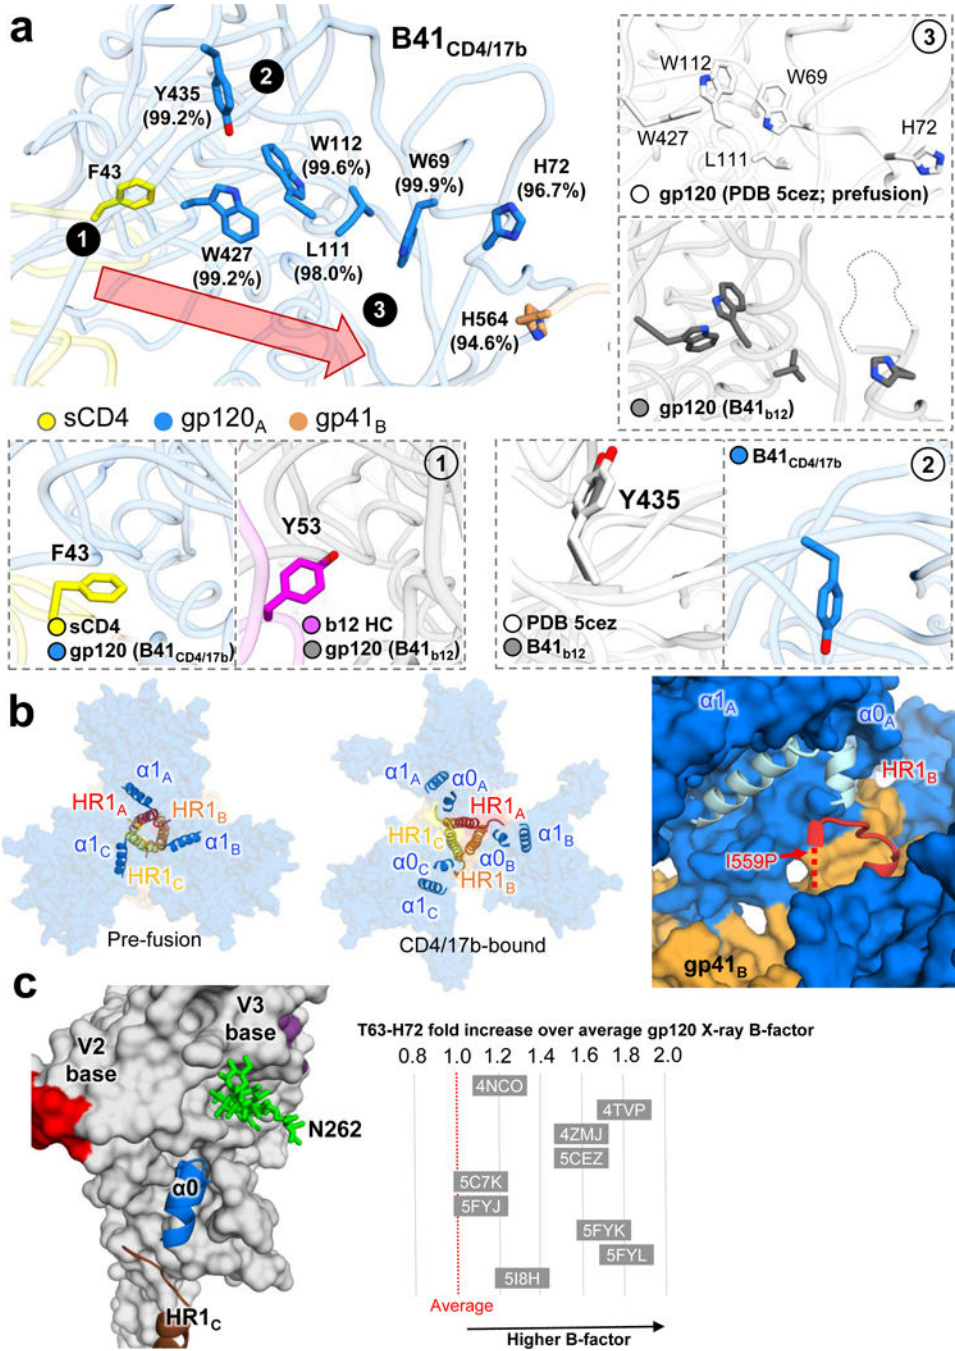 a
B41CD4/17b
2
Y435
(99.2%)
F43
W112
(99.6%)
W69
(99.9%)
H72
(96.7%)
1
W427
(99.2%)
L111
(98.0%)
3
H564
(94.6%)
sCD4
gp120A
gp41B
3
W112
W69
W427
H72
L111
gp120 (PDB 5cez; prefusion)
gp120 (B41b12)
1
F43
sCD4
gp120 (B41CD4/17b)
Y53
b12 HC
gp120 (B41b12)
2
Y435
PDB 5cez
B41b12
B41CD4/17b
b
α1A
HR1A
HR1B
α1C
α1B
HR1C
Pre-fusion
α1A
α0A
HR1A
HR1C
α1B
α0C
α0B
HR1B
α1C
CD4/17b-bound
α1A
α0A
HR1B
I559P
gp41B
c
V3
base
V2
base
N262
α0
HR1C
T63-H72 fold increase over average gp120 X-ray B-factor
0.8 1.0 1.2 1.4 1.6 1.8 2.0
4NCO
4TVP
4ZMJ
5CEZ
5C7K
5FYJ
5FYK
5FYL
5I8H
Average
Higher B-factor